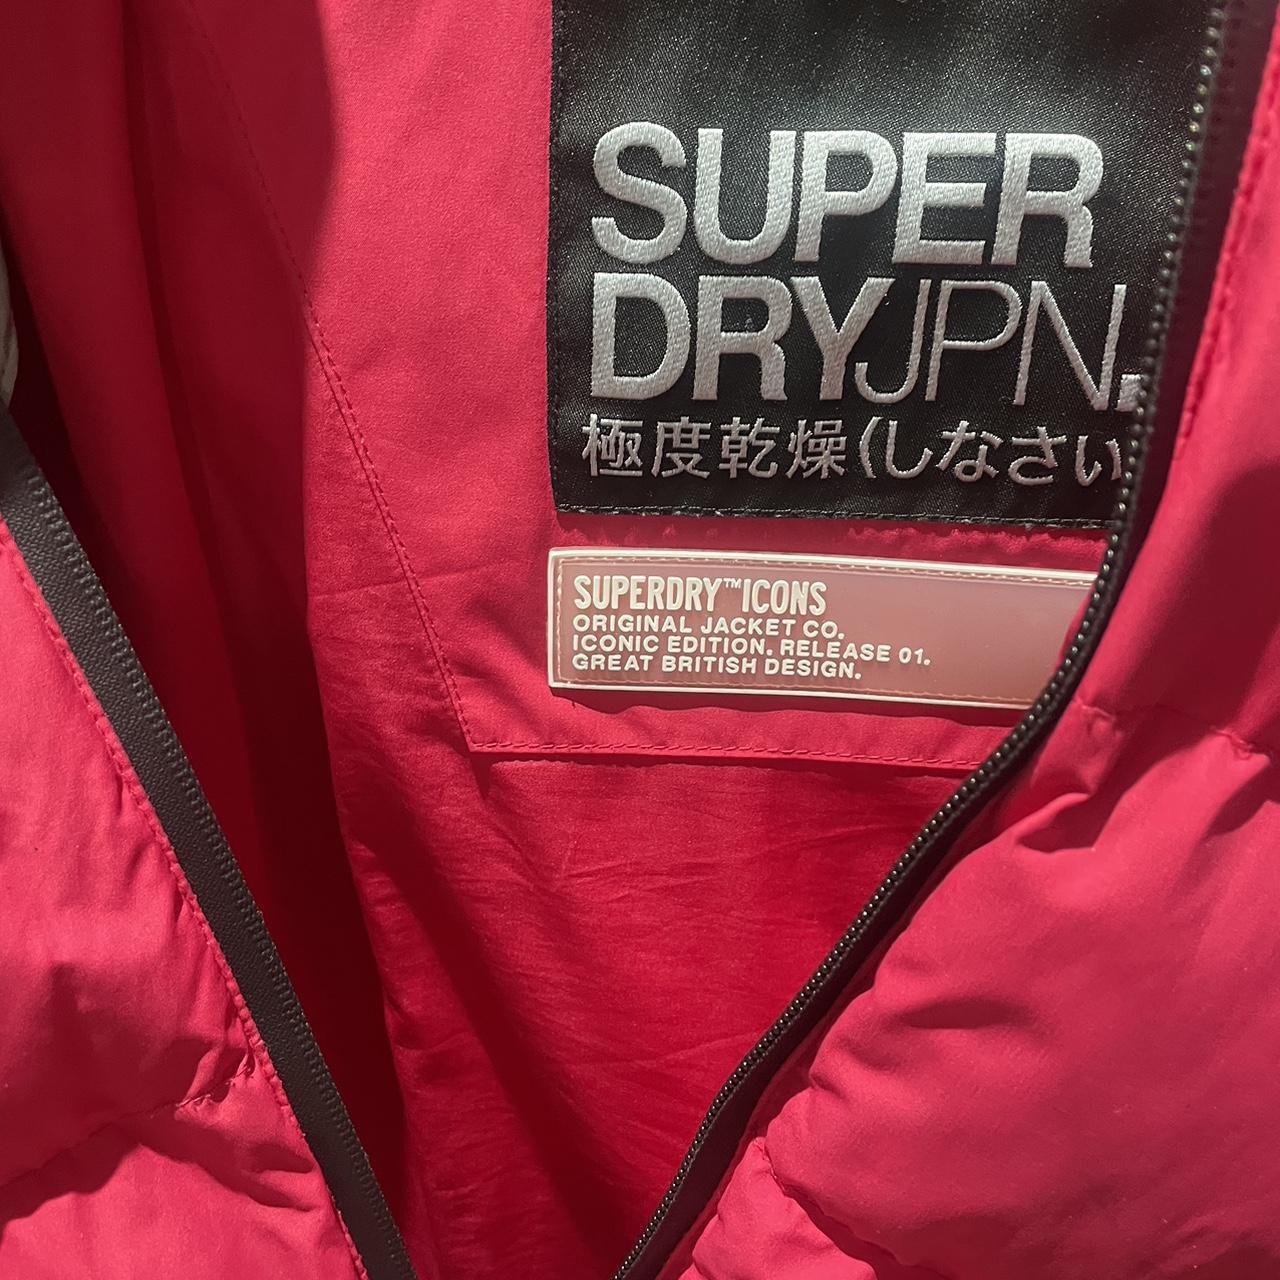 SUPER
DRYJPN.
極度乾燥(しなさい
SUPERDRY™ICONS
ORIGINAL JACKET CO.
ICONIC EDITION. RELEASE 01.
GREAT BRITISH DESIGN.